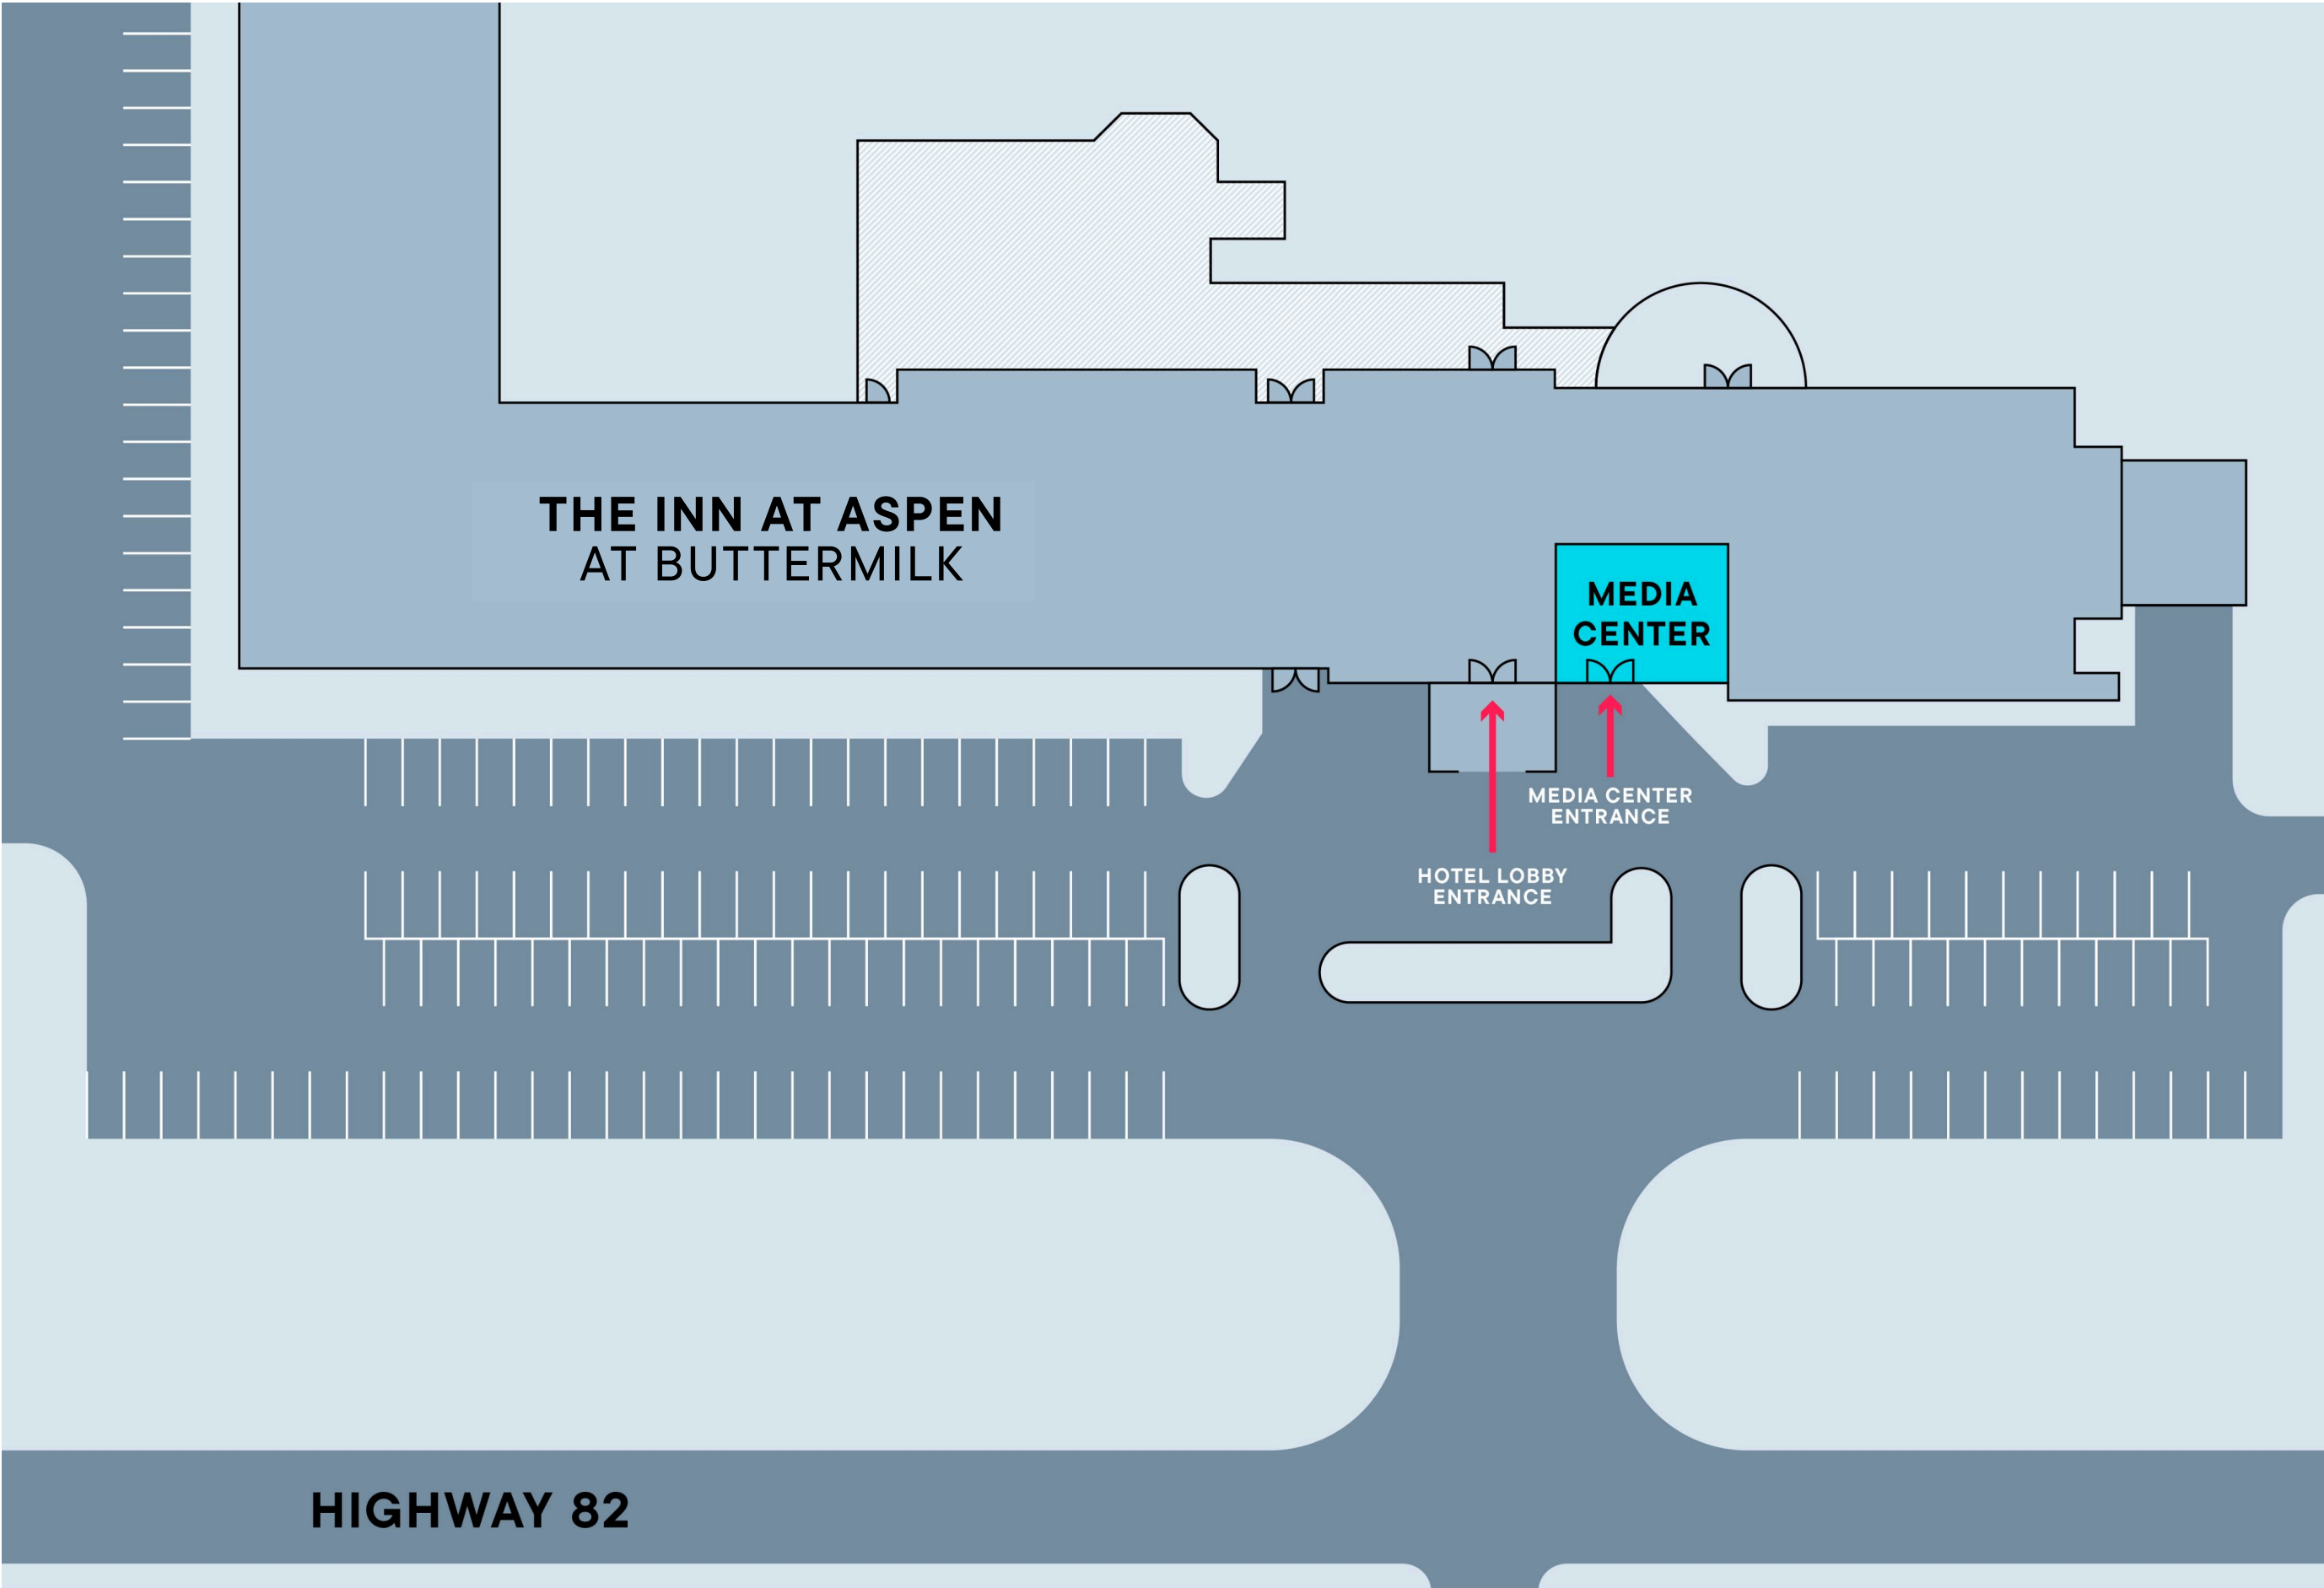 THE INN AT ASPEN
AT BUTTERMILK
MEDIA
CENTER
MEDIA CENTER
ENTRANCE
HOTEL LOBBY
ENTRANCE
HIGHWAY 82